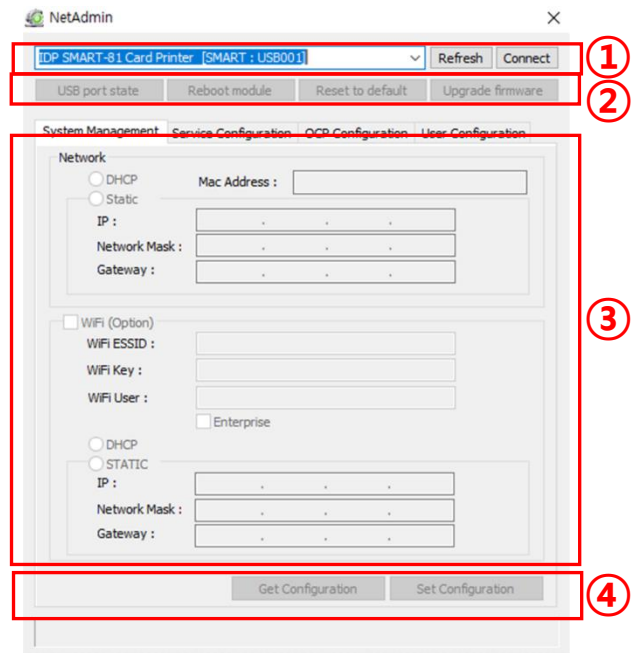 NetAdmin
IDP SMART-81 Card Printer [SMART : USB001] Refresh Connect ①
USB port state Reboot module Reset to default Upgrade firmware ②
System Management Service Configuration OCP Configuration User Configuration
Network
DHCP Mac Address :
Static
IP : . . .
Network Mask : . . .
Gateway : . . .
③
WiFi (Option)
WiFi ESSID :
WiFi Key :
WiFi User :
Enterprise
DHCP
STATIC
IP : . . .
Network Mask : . . .
Gateway : . . .
Get Configuration Set Configuration ④